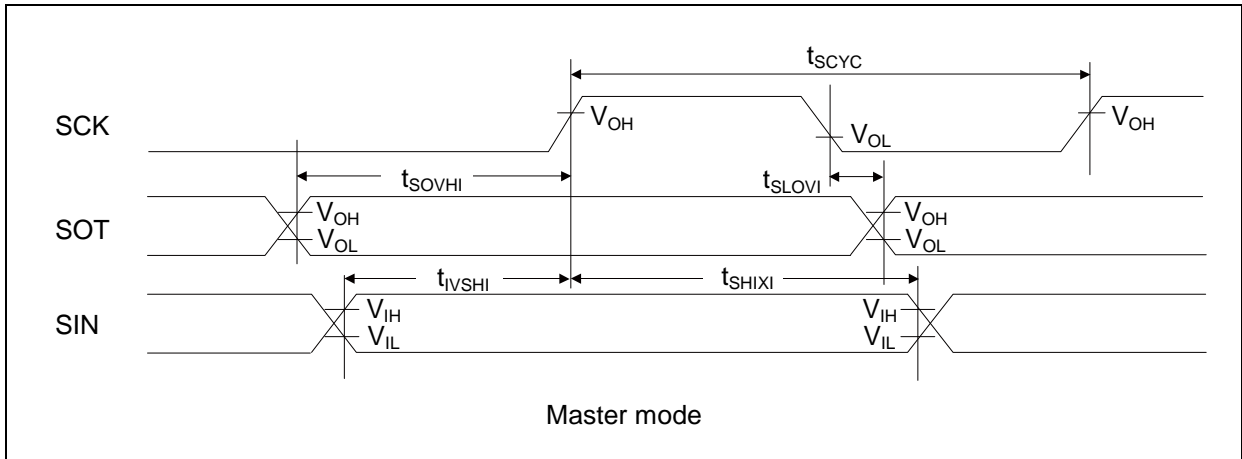 tSCYC
SCK
VOH
VOL
VOH
tSOVHI
tSLOVI
SOT
VOH
VOL
VOH
VOL
tIVSHI
tSHIXI
SIN
VIH
VIL
VIH
VIL
Master mode